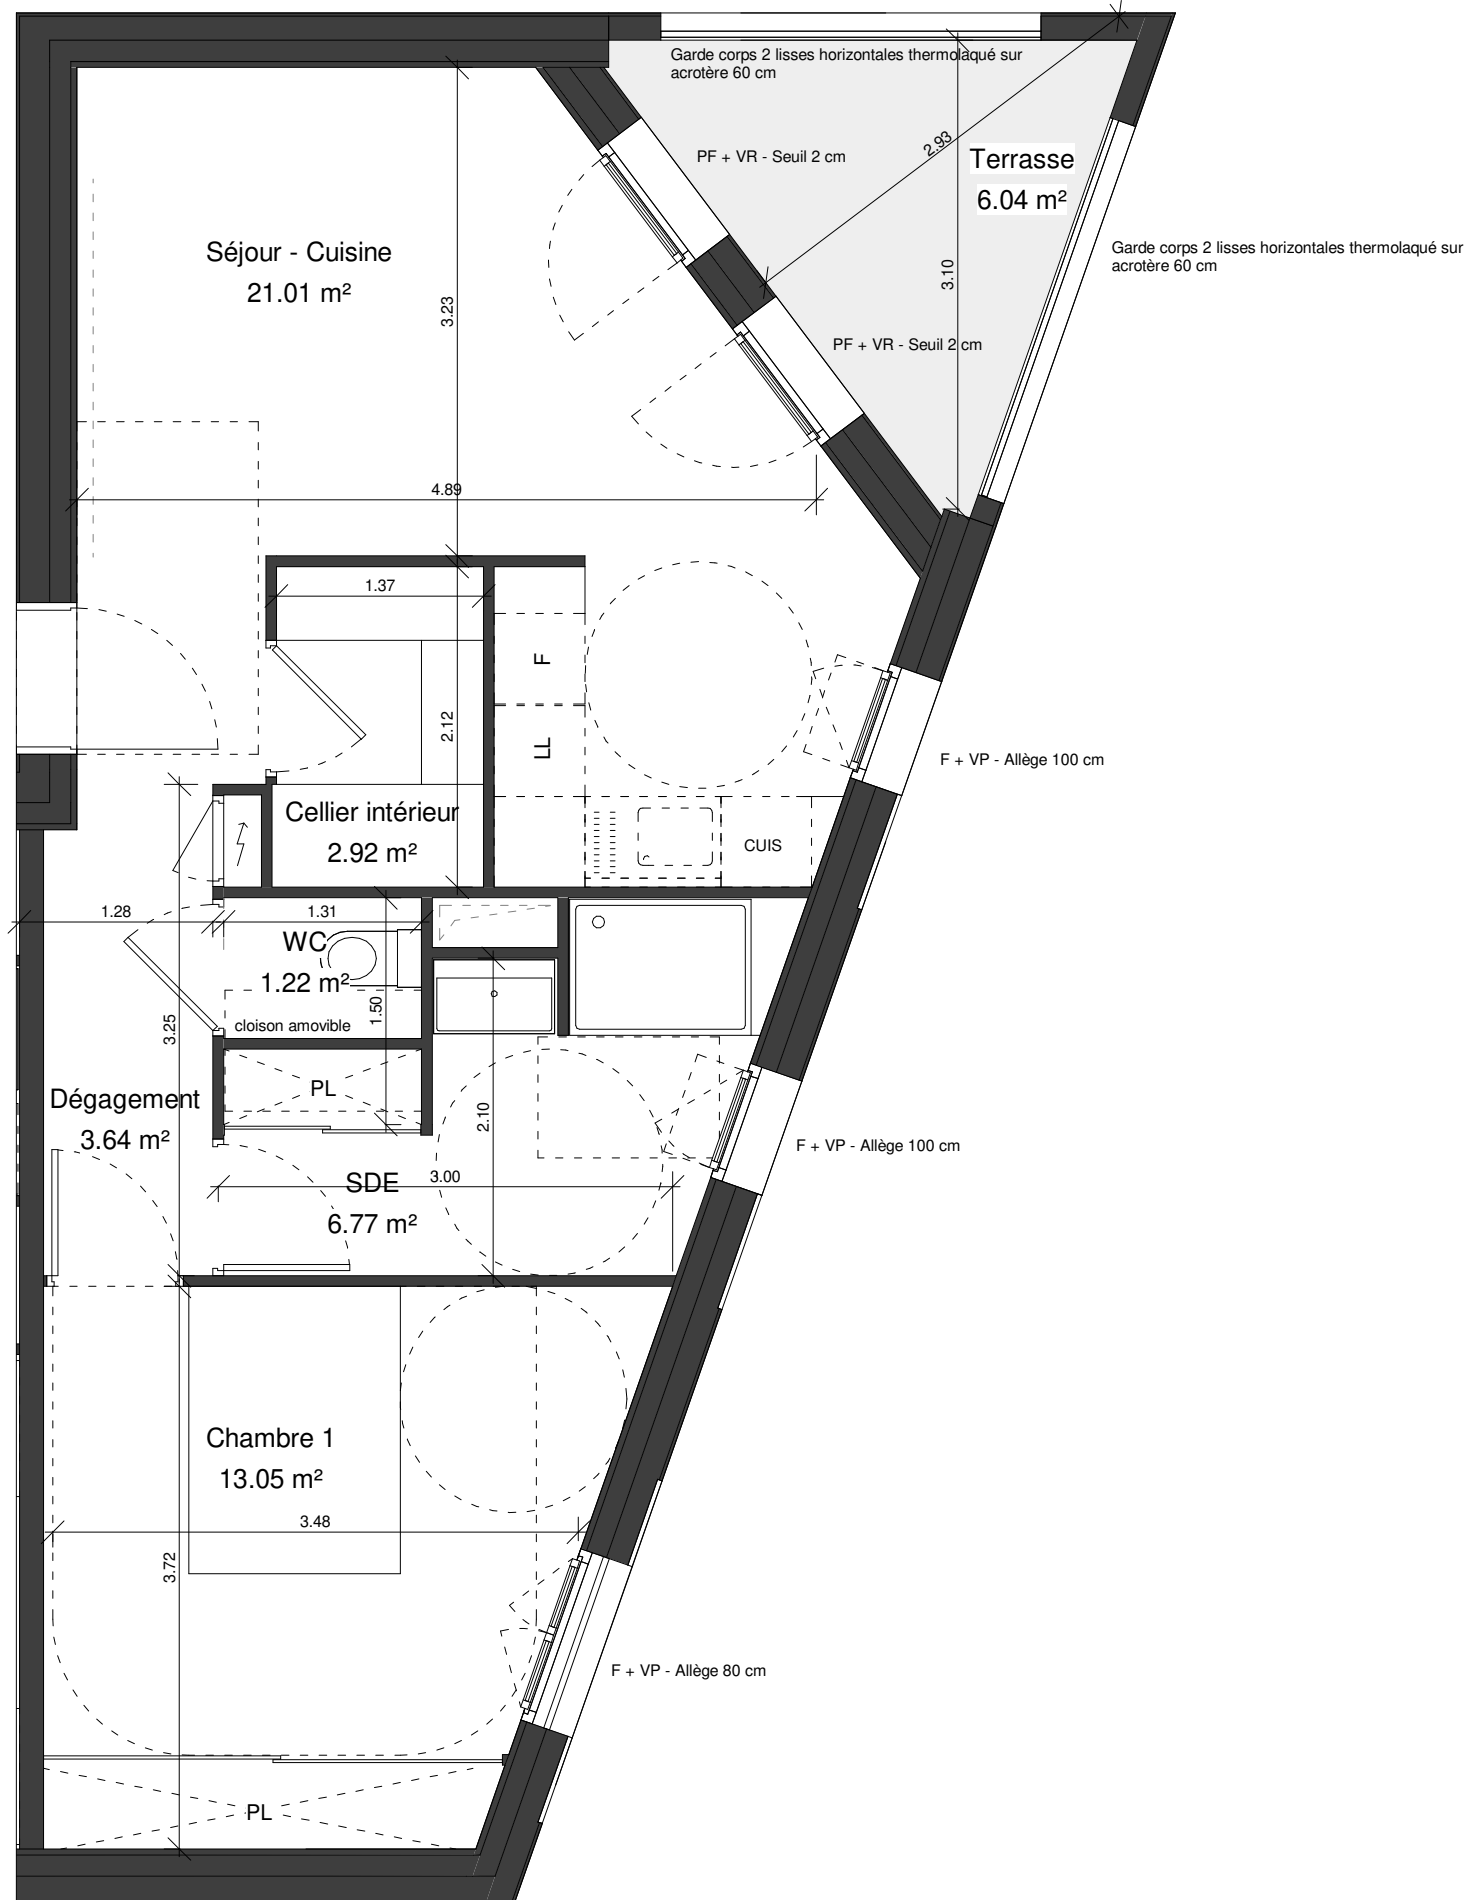 Garde corps 2 lisses horizontales thermolaqué sur
acrotère 60 cm
PF + VR - Seuil 2 cm
2.93
Terrasse
6.04 m²
Séjour - Cuisine
21.01 m²
Garde corps 2 lisses horizontales thermolaqué sur
acrotère 60 cm
3.10
3.23
PF + VR - Seuil 2 cm
4.89
1.37
F
2.12
LL
F + VP - Allège 100 cm
Cellier intérieur
2.92 m²
CUIS
1.28
1.31
WC
1.22 m²
1.50
cloison amovible
3.25
PL
Dégagement
3.64 m²
2.10
F + VP - Allège 100 cm
SDE
3.00
6.77 m²
Chambre 1
13.05 m²
3.48
3.72
F + VP - Allège 80 cm
PL